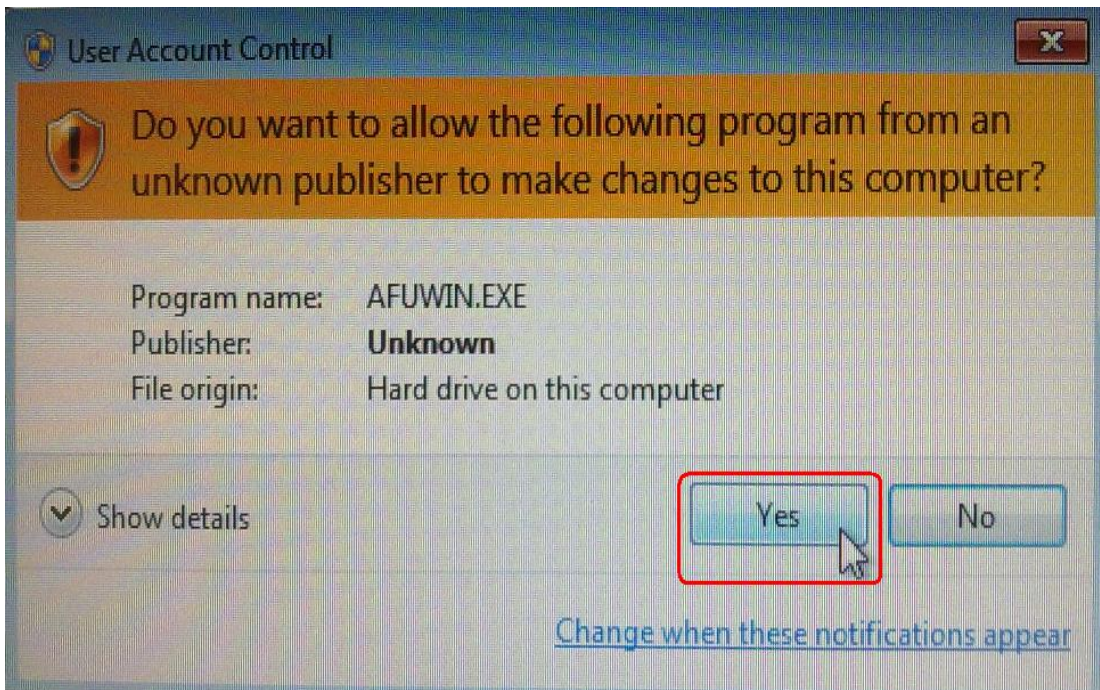 User Account Control
Do you want to allow the following program from an
unknown publisher to make changes to this computer?
Program name: AFUWIN.EXE
Publisher: Unknown
File origin: Hard drive on this computer
Show details
Yes No
Change when these notifications appear